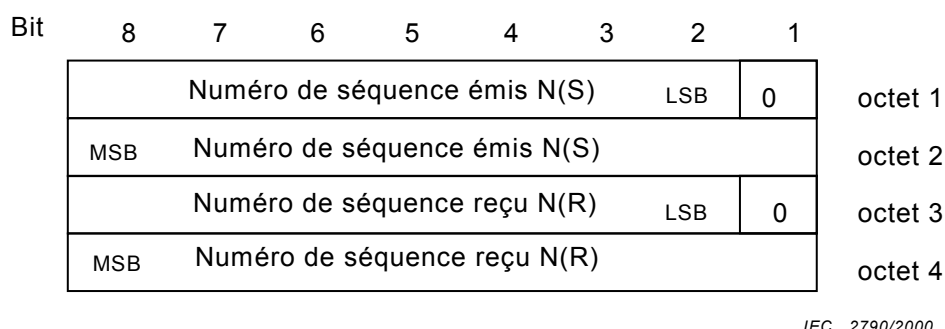 Bit 8 7 6 5 4 3 2 1
Numéro de séquence émis N(S) LSB 0 octet 1
MSB Numéro de séquence émis N(S) octet 2
Numéro de séquence reçu N(R) LSB 0 octet 3
MSB Numéro de séquence reçu N(R) octet 4
IEC 2790/2000